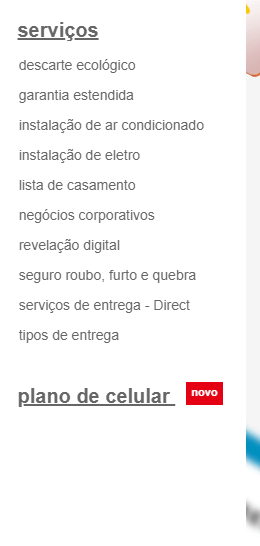 serviços
descarte ecológico
garantia estendida
instalação de ar condicionado
instalação de eletro
lista de casamento
negócios corporativos
revelação digital
seguro roubo, furto e quebra
serviços de entrega - Direct
tipos de entrega
plano de celular novo